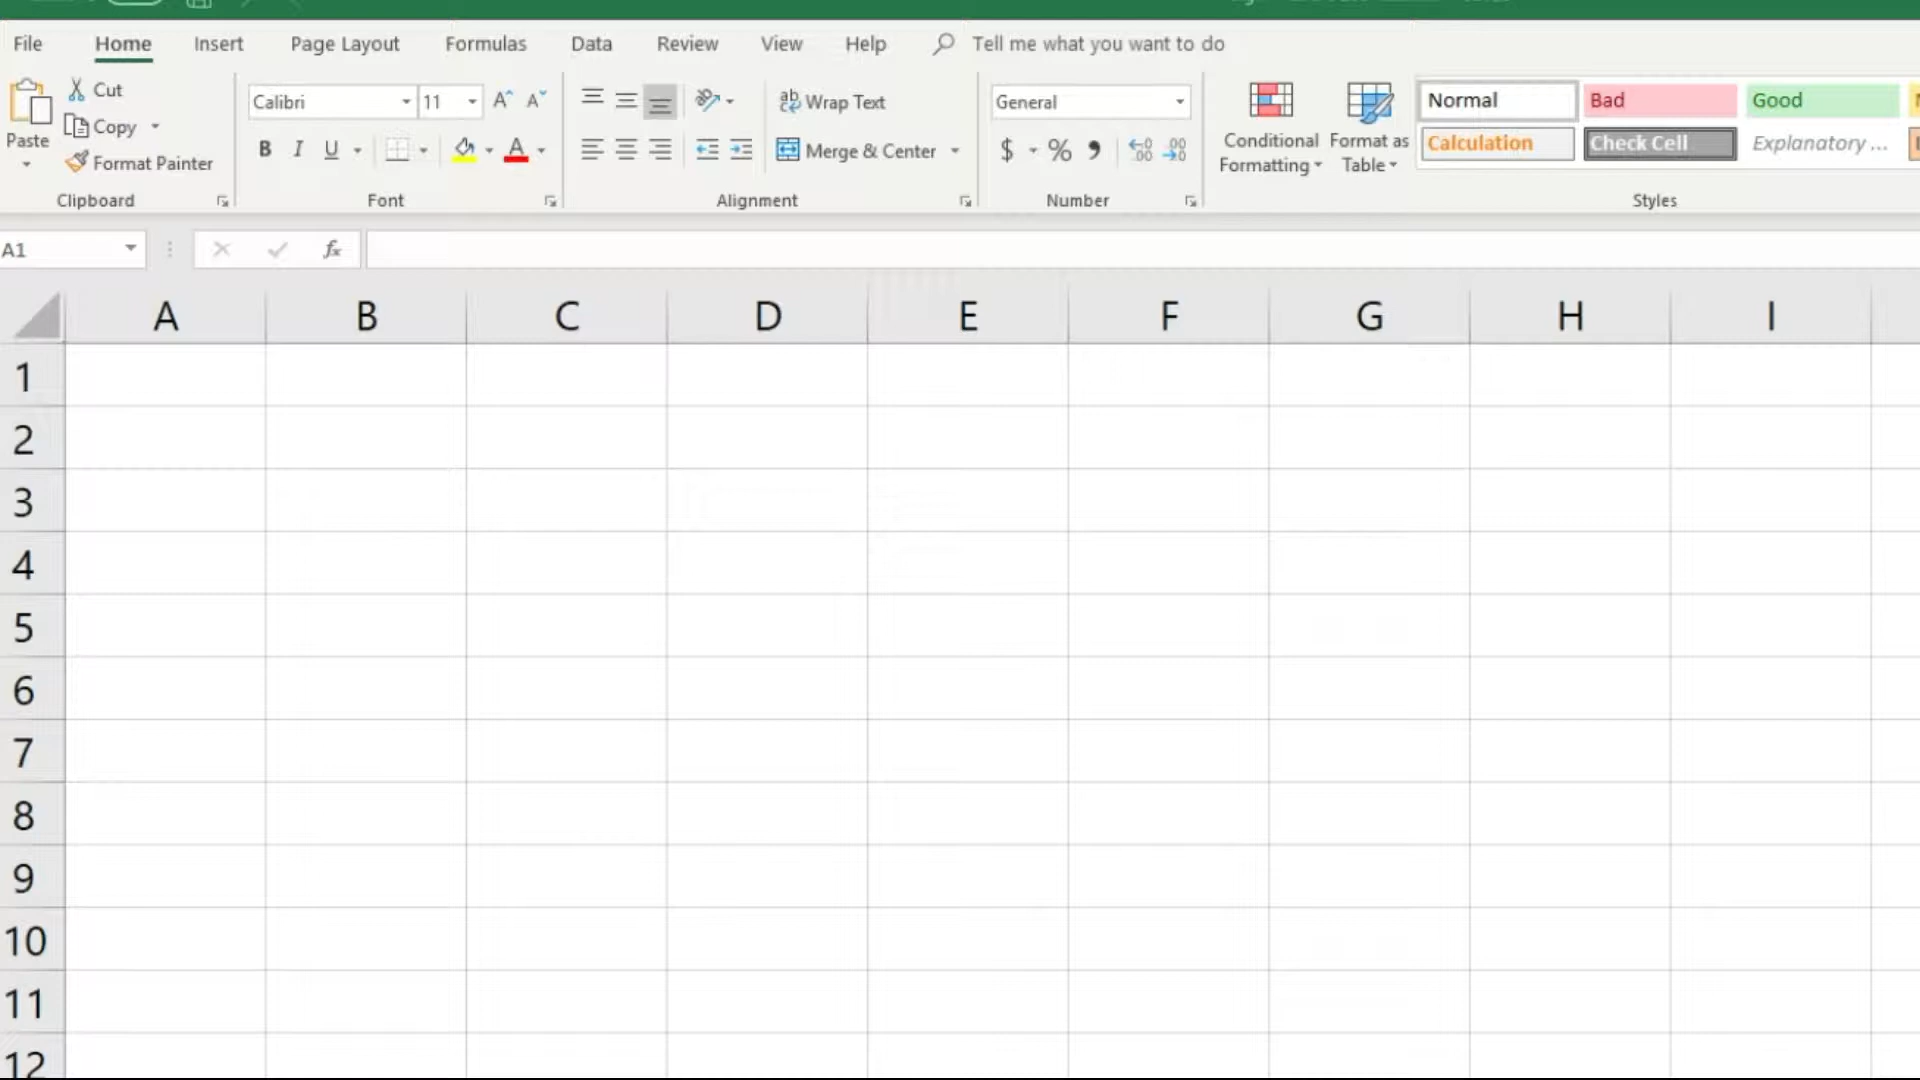 File Home Insert Page Layout Formulas Data Review View Help Tell me what you want to do
Paste
Cut
Copy
Format Painter
Clipboard
Calibri 11
B I U
Font
Wrap Text
Merge & Center
Alignment
General
$ % ,
Number
Conditional Formatting
Format as Table
Normal Bad Good
Calculation Check Cell Explanatory ...
Styles
A1 fx
A B C D E F G H I
1
2
3
4
5
6
7
8
9
10
11
12